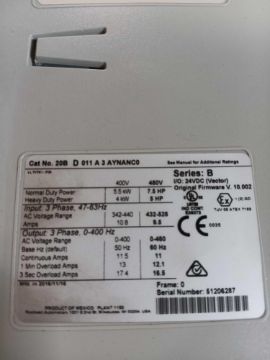 Cat No. 20B D 011 A 3 AYNANC0
See Manual for Additional Ratings
Series: B
400V 480V
I/O: 24VDC (Vector)
Original Firmware V. 10.002
Normal Duty Power 5.5 kW 7.5 HP
Heavy Duty Power 4 kW 5 HP
Input: 3 Phase, 47-63Hz
AC Voltage Range 342-440 432-528
Amps 10.8 9.5
Output: 3 Phase, 0-400 Hz
AC Voltage Range 0-400 0-460
Base Hz (default) 50 Hz 60 Hz
Continuous Amps 11.5 11
1 Min Overload Amps 13 12.1
3 Sec Overload Amps 17.4 16.5
Frame: 0
Serial Number: 51206287
PRODUCT OF MEXICO PLANT 1150